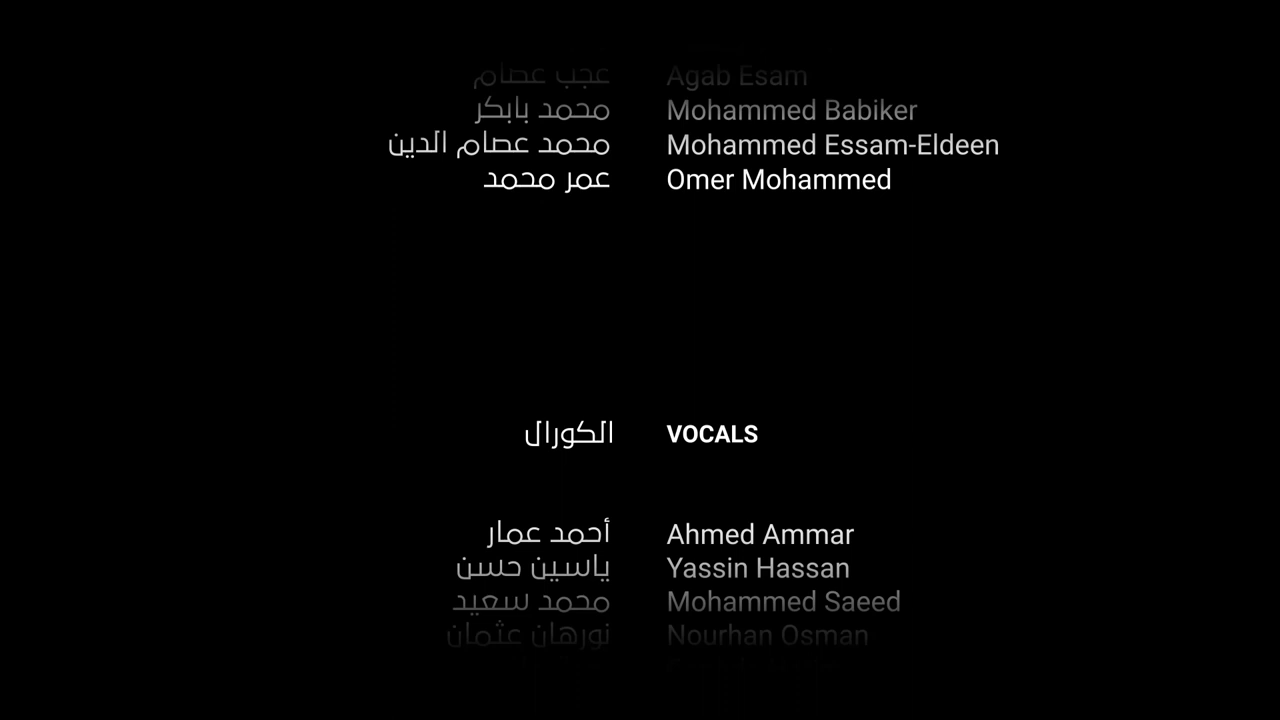 عجب عصام Agab Esam
محمد بابكر Mohammed Babiker
محمد عصام الدين Mohammed Essam-Eldeen
عمر محمد Omer Mohammed
الكورال VOCALS
أحمد عمار Ahmed Ammar
ياسين حسن Yassin Hassan
محمد سعيد Mohammed Saeed
نورهان عثمان Nourhan Osman